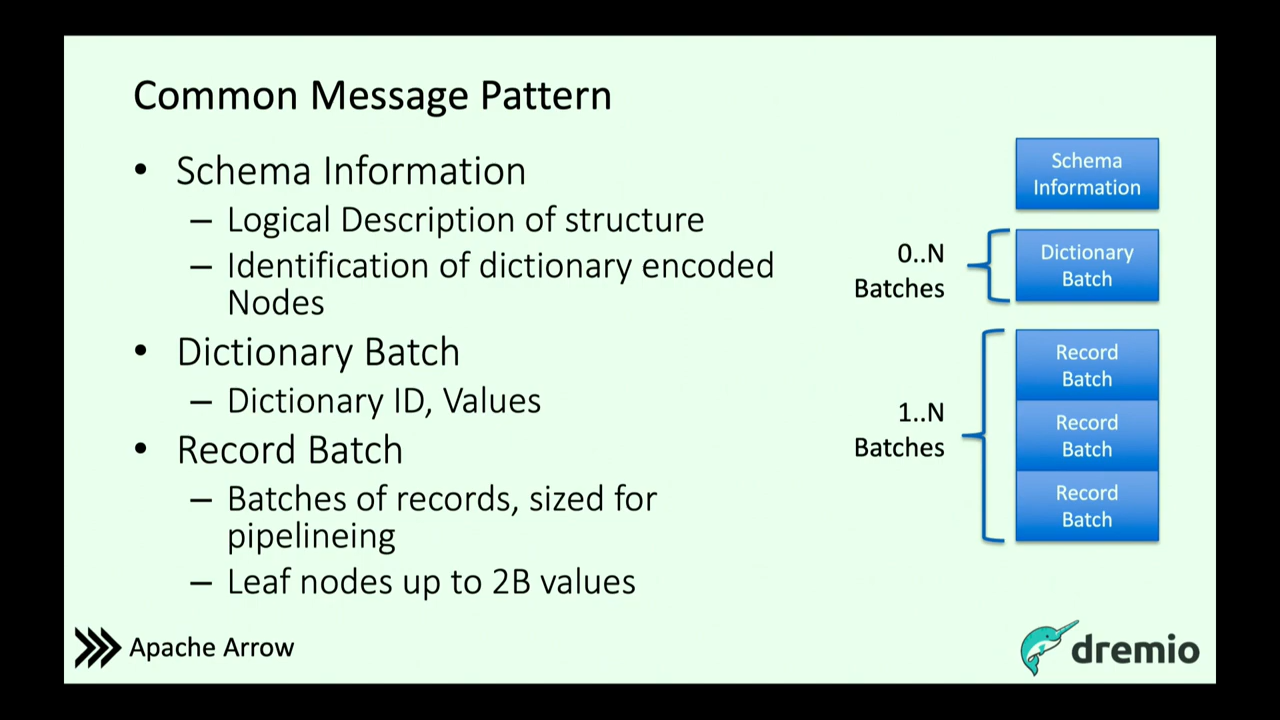 Common Message Pattern
• Schema Information
– Logical Description of structure
– Identification of dictionary encoded
Nodes
• Dictionary Batch
– Dictionary ID, Values
• Record Batch
– Batches of records, sized for
pipelineing
– Leaf nodes up to 2B values
Schema
Information
0..N
Batches
Dictionary
Batch
1..N
Batches
Record
Batch
Record
Batch
Record
Batch
Apache Arrow
dremio